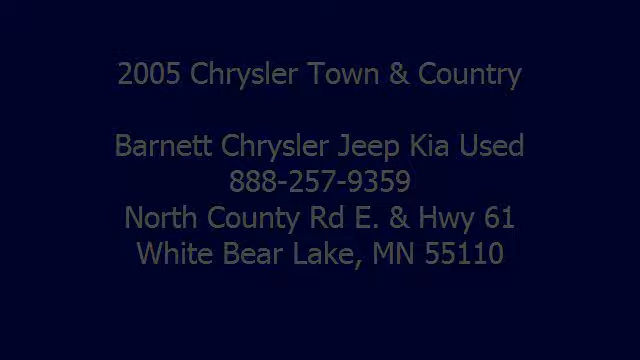 2005 Chrysler Town & Country
Barnett Chrysler Jeep Kia Used
888-257-9359
North County Rd E. & Hwy 61
White Bear Lake, MN 55110